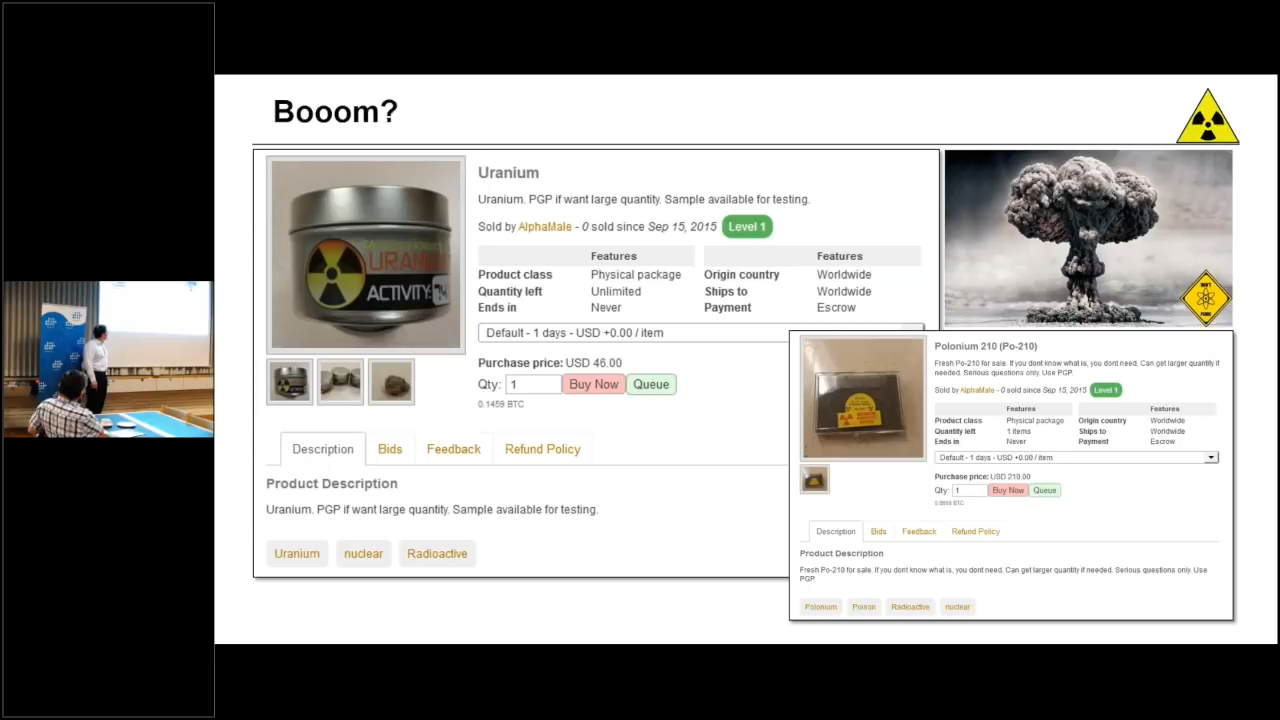 Booom?
Uranium
Uranium. PGP if want large quantity. Sample available for testing.
Sold by AlphaMale - 0 sold since Sep 15, 2015 Level 1
Features Features
Product class Physical package Origin country Worldwide
Quantity left Unlimited Ships to Worldwide
Ends in Never Payment Escrow
Default - 1 days - USD +0.00 / item
Purchase price: USD 46.00
Qty: 1 Buy Now Queue
0.1459 BTC
Description Bids Feedback Refund Policy
Product Description
Uranium. PGP if want large quantity. Sample available for testing.
Uranium nuclear Radioactive
ACTIVITY:
DON'T
Polonium 210 (Po-210)
Fresh Po-210 for sale. If you dont know what is, you dont need. Can get larger quantity if
needed. Serious questions only. Use PGP.
Sold by AlphaMale - 0 sold since Sep 15, 2015 Level 1
Features Features
Product class Physical package Origin country Worldwide
Quantity left 1 items Ships to Worldwide
Ends in Never Payment Escrow
Default - 1 days - USD +0.00 / item
Purchase price: USD 210.00
Qty: 1 Buy Now Queue
BTC
Description Bids Feedback Refund Policy
Product Description
Fresh Po-210 for sale. If you dont know what is, you dont need. Can get larger quantity if needed. Serious questions only. Use
PGP
Polonium Poison Radioactive nuclear